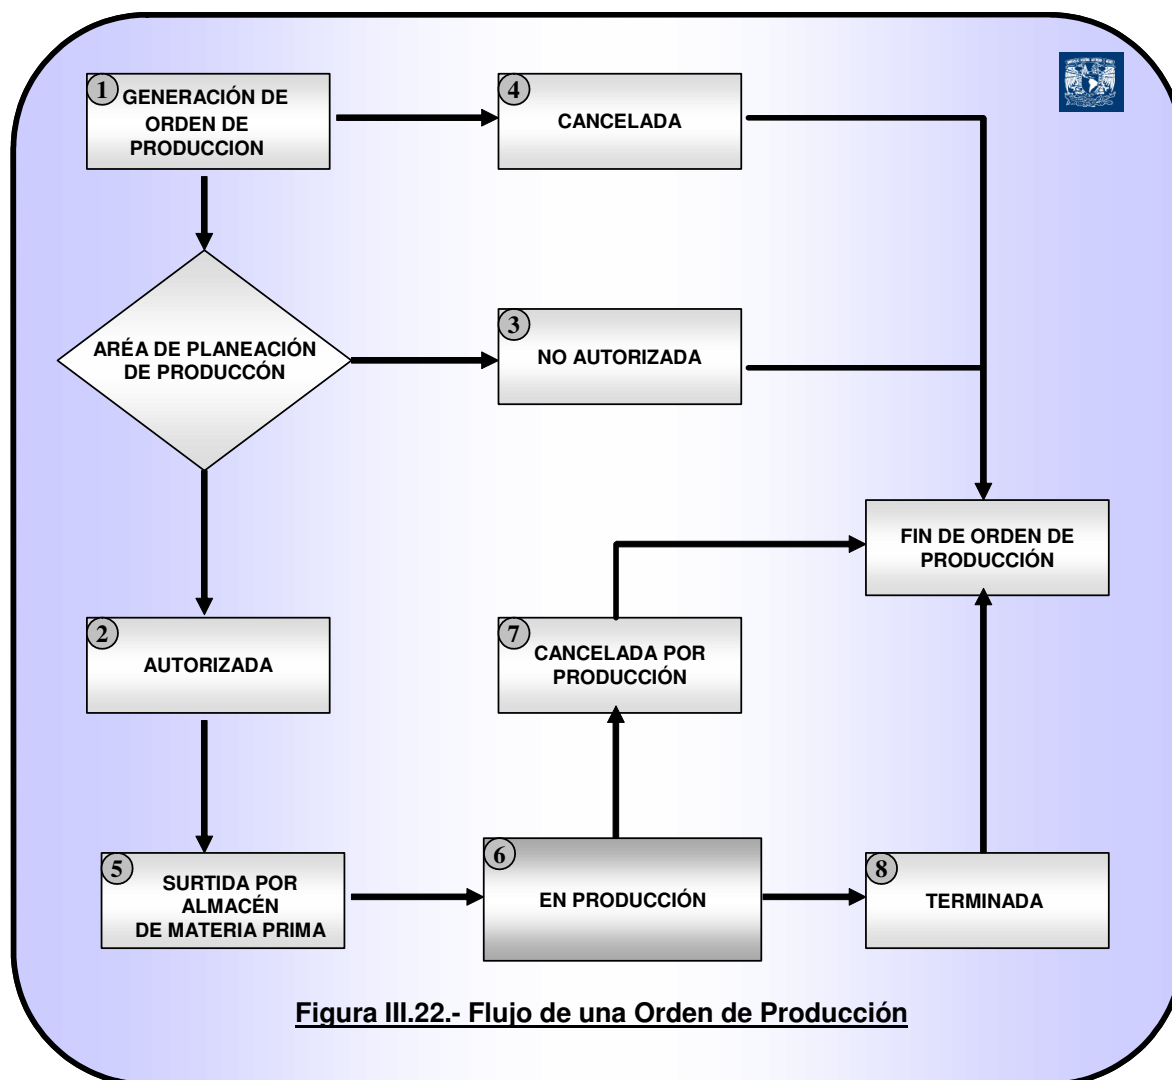 1
GENERACIÓN DE
ORDEN DE
PRODUCCION
4
CANCELADA
ARÉA DE PLANEACIÓN
DE PRODUCCÓN
3
NO AUTORIZADA
FIN DE ORDEN DE
PRODUCCIÓN
2
AUTORIZADA
7
CANCELADA POR
PRODUCCIÓN
5
SURTIDA POR
ALMACÉN
DE MATERIA PRIMA
6
EN PRODUCCIÓN
8
TERMINADA
Figura III.22.- Flujo de una Orden de Producción